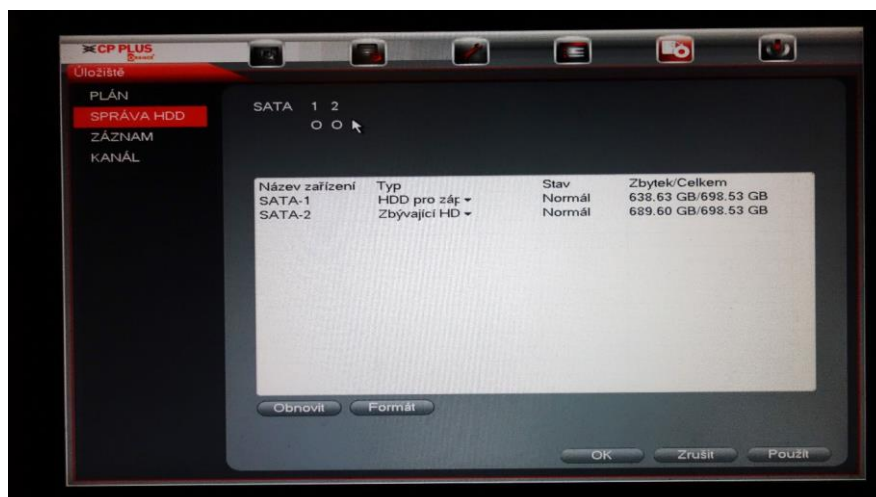 CP PLUS
Úložiště
PLÁN
SPRÁVA HDD
ZÁZNAM
KANÁL
SATA 1 2
Název zařízení Typ Stav Zbytek/Celkem
SATA-1 HDD pro záp Normál 638.63 GB/698.53 GB
SATA-2 Zbývající HD Normál 689.60 GB/698.53 GB
Obnovit Formát
OK Zrušit Použít